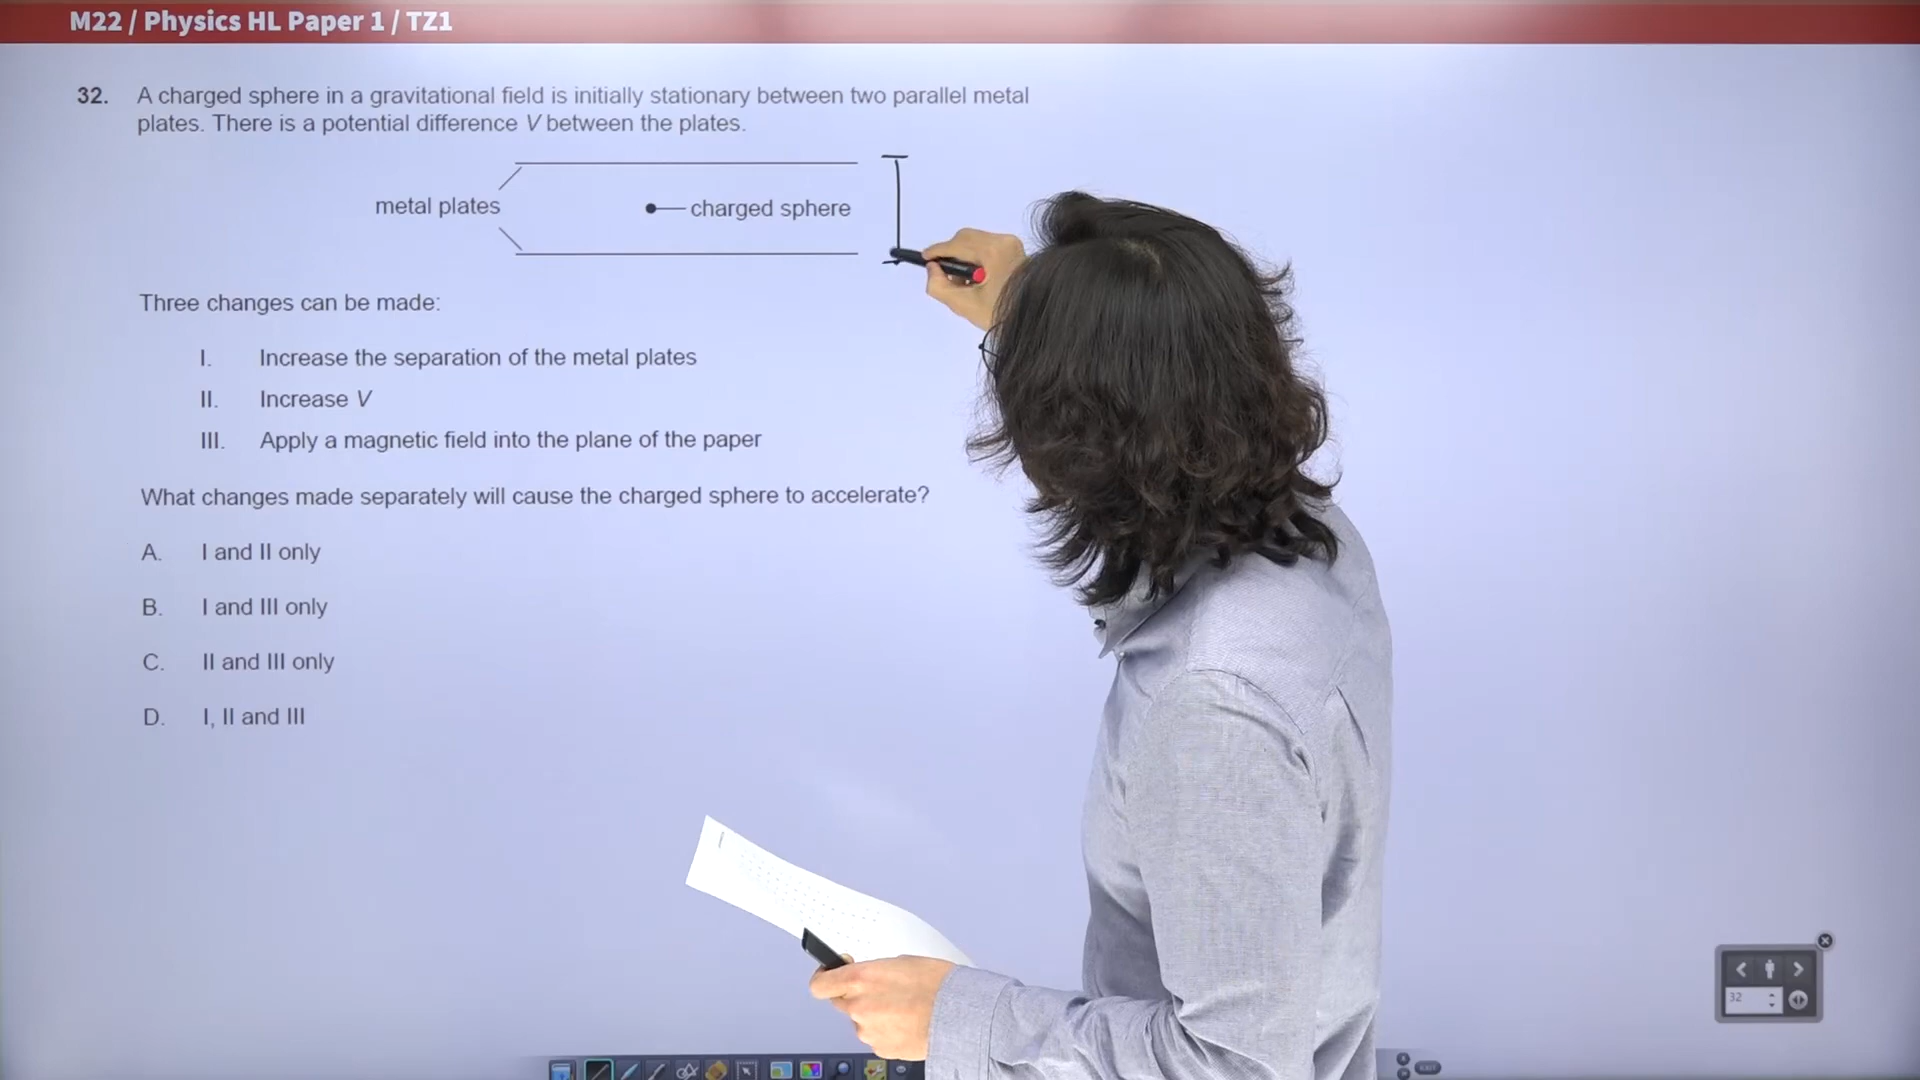 M22 / Physics HL Paper 1 / TZ1
32. A charged sphere in a gravitational field is initially stationary between two parallel metal
plates. There is a potential difference V between the plates.
metal plates
charged sphere
Three changes can be made:
I. Increase the separation of the metal plates
II. Increase V
III. Apply a magnetic field into the plane of the paper
What changes made separately will cause the charged sphere to accelerate?
A. I and II only
B. I and III only
C. II and III only
D. I, II and III
32